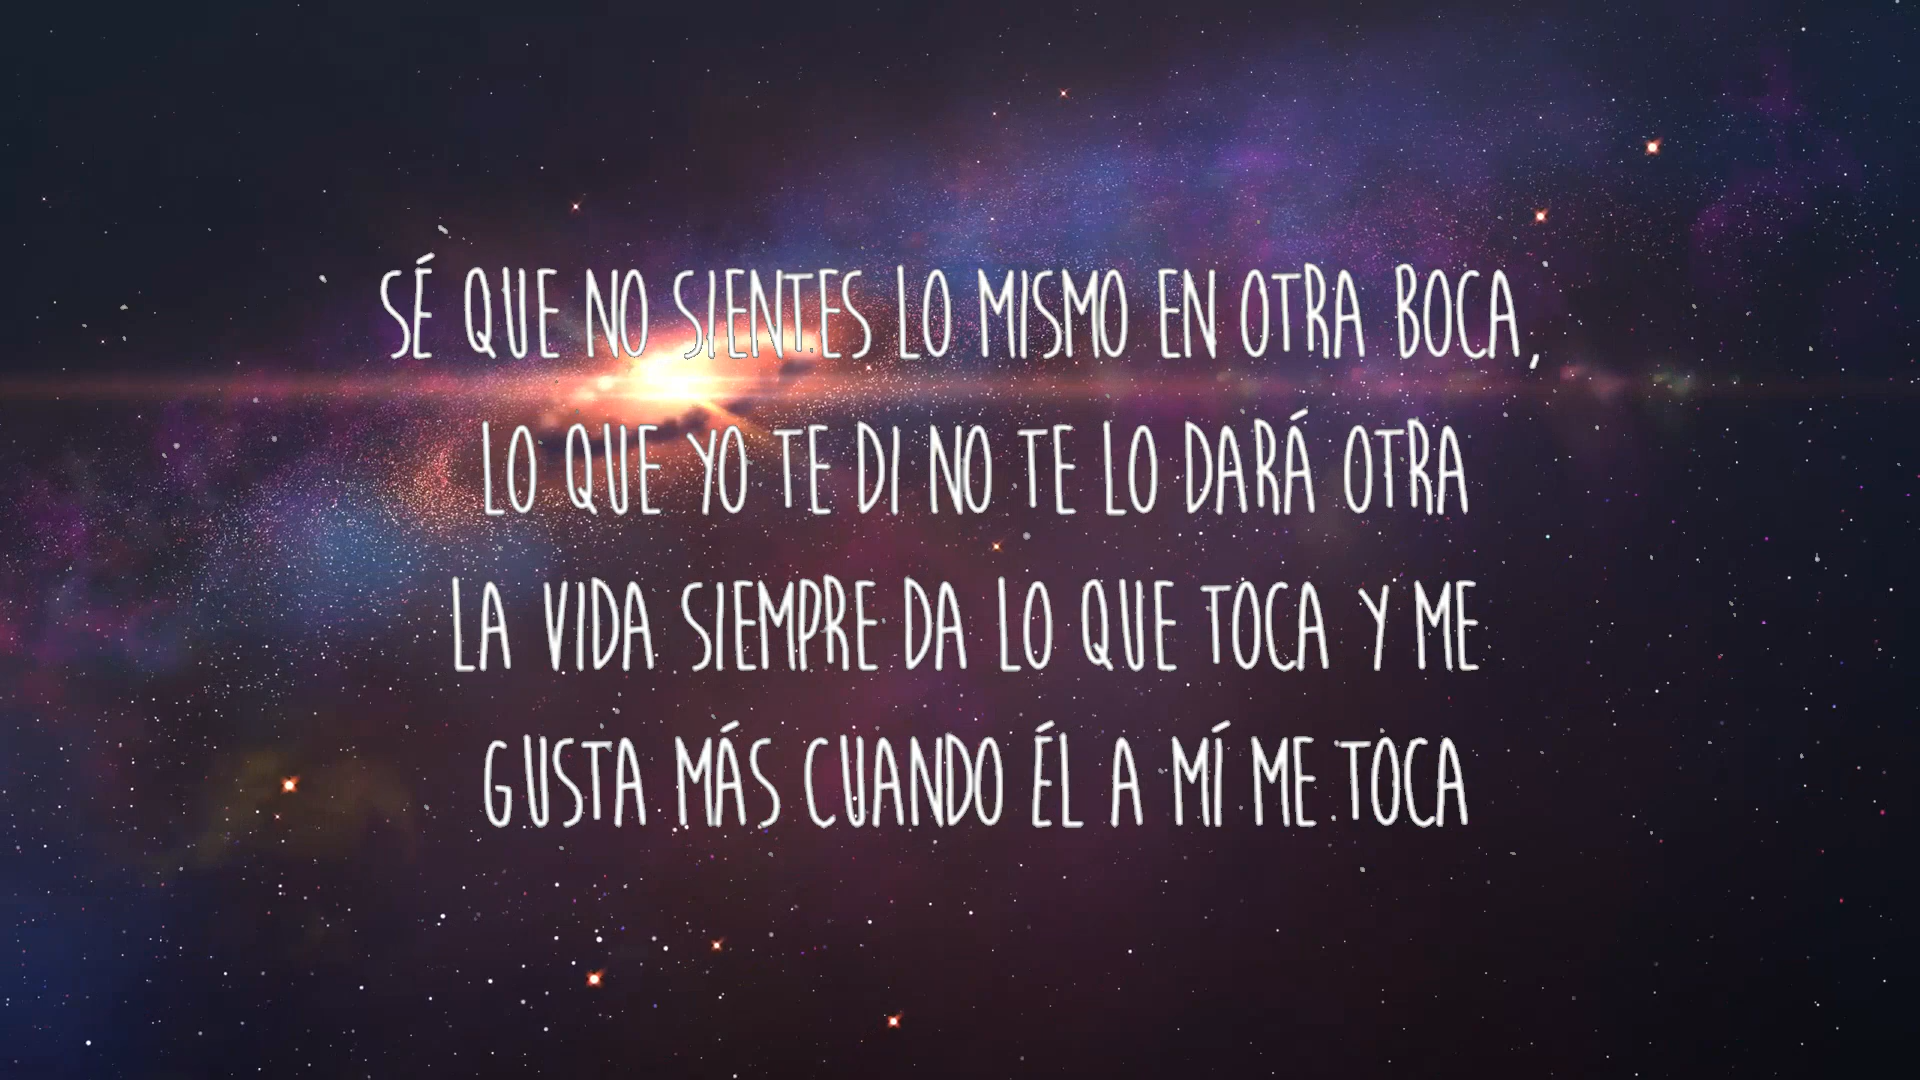 SÉ QUE NO SIENTES LO MISMO EN OTRA BOCA,
LO QUE YO TE DI NO TE LO DARÁ OTRA
LA VIDA SIEMPRE DA LO QUE TOCA Y ME
GUSTA MÁS CUANDO ÉL A MÍ ME TOCA